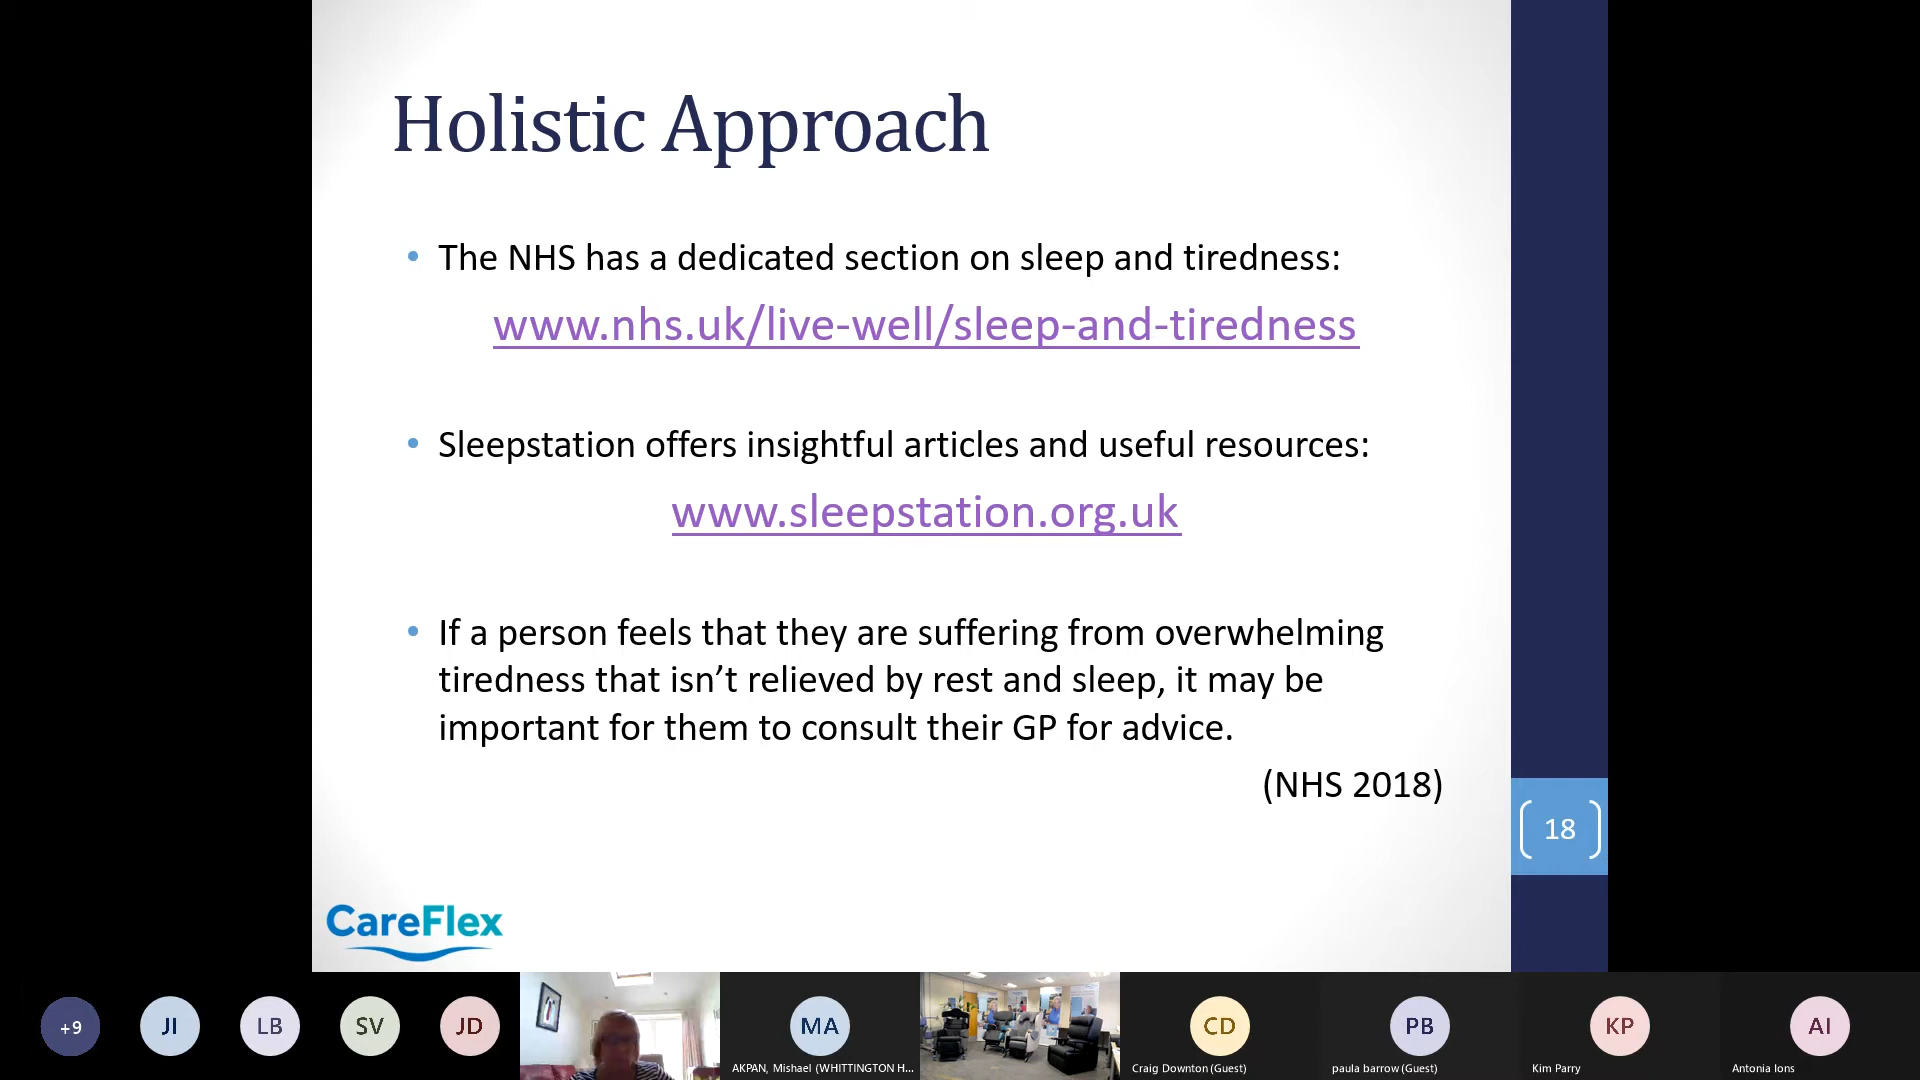 Holistic Approach
• The NHS has a dedicated section on sleep and tiredness:
www.nhs.uk/live-well/sleep-and-tiredness
• Sleepstation offers insightful articles and useful resources:
www.sleepstation.org.uk
• If a person feels that they are suffering from overwhelming
tiredness that isn’t relieved by rest and sleep, it may be
important for them to consult their GP for advice.
(NHS 2018)
18
CareFlex
+9
JI
LB
SV
JD
MA
AKPAN, Mishael (WHITTINGTON H...
CD
Craig Downton (Guest)
PB
paula barrow (Guest)
KP
Kim Parry
AI
Antonia Ions